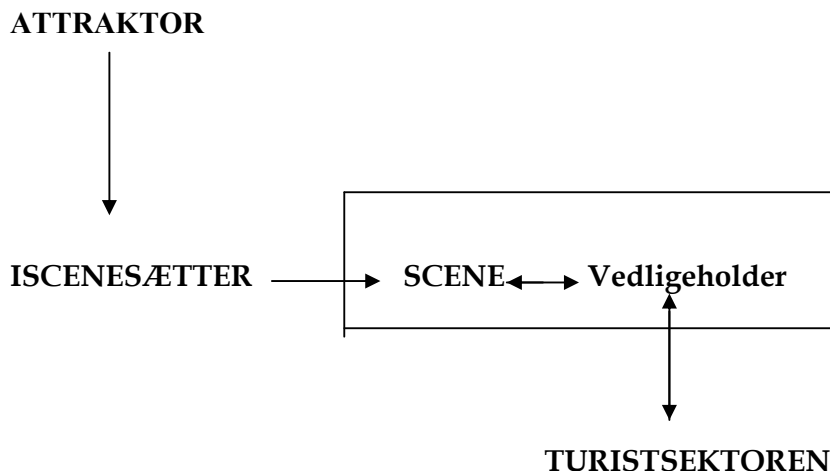 ATTRAKTOR
ISCENESÆTTER SCENE Vedligeholder
TURISTSEKTOREN